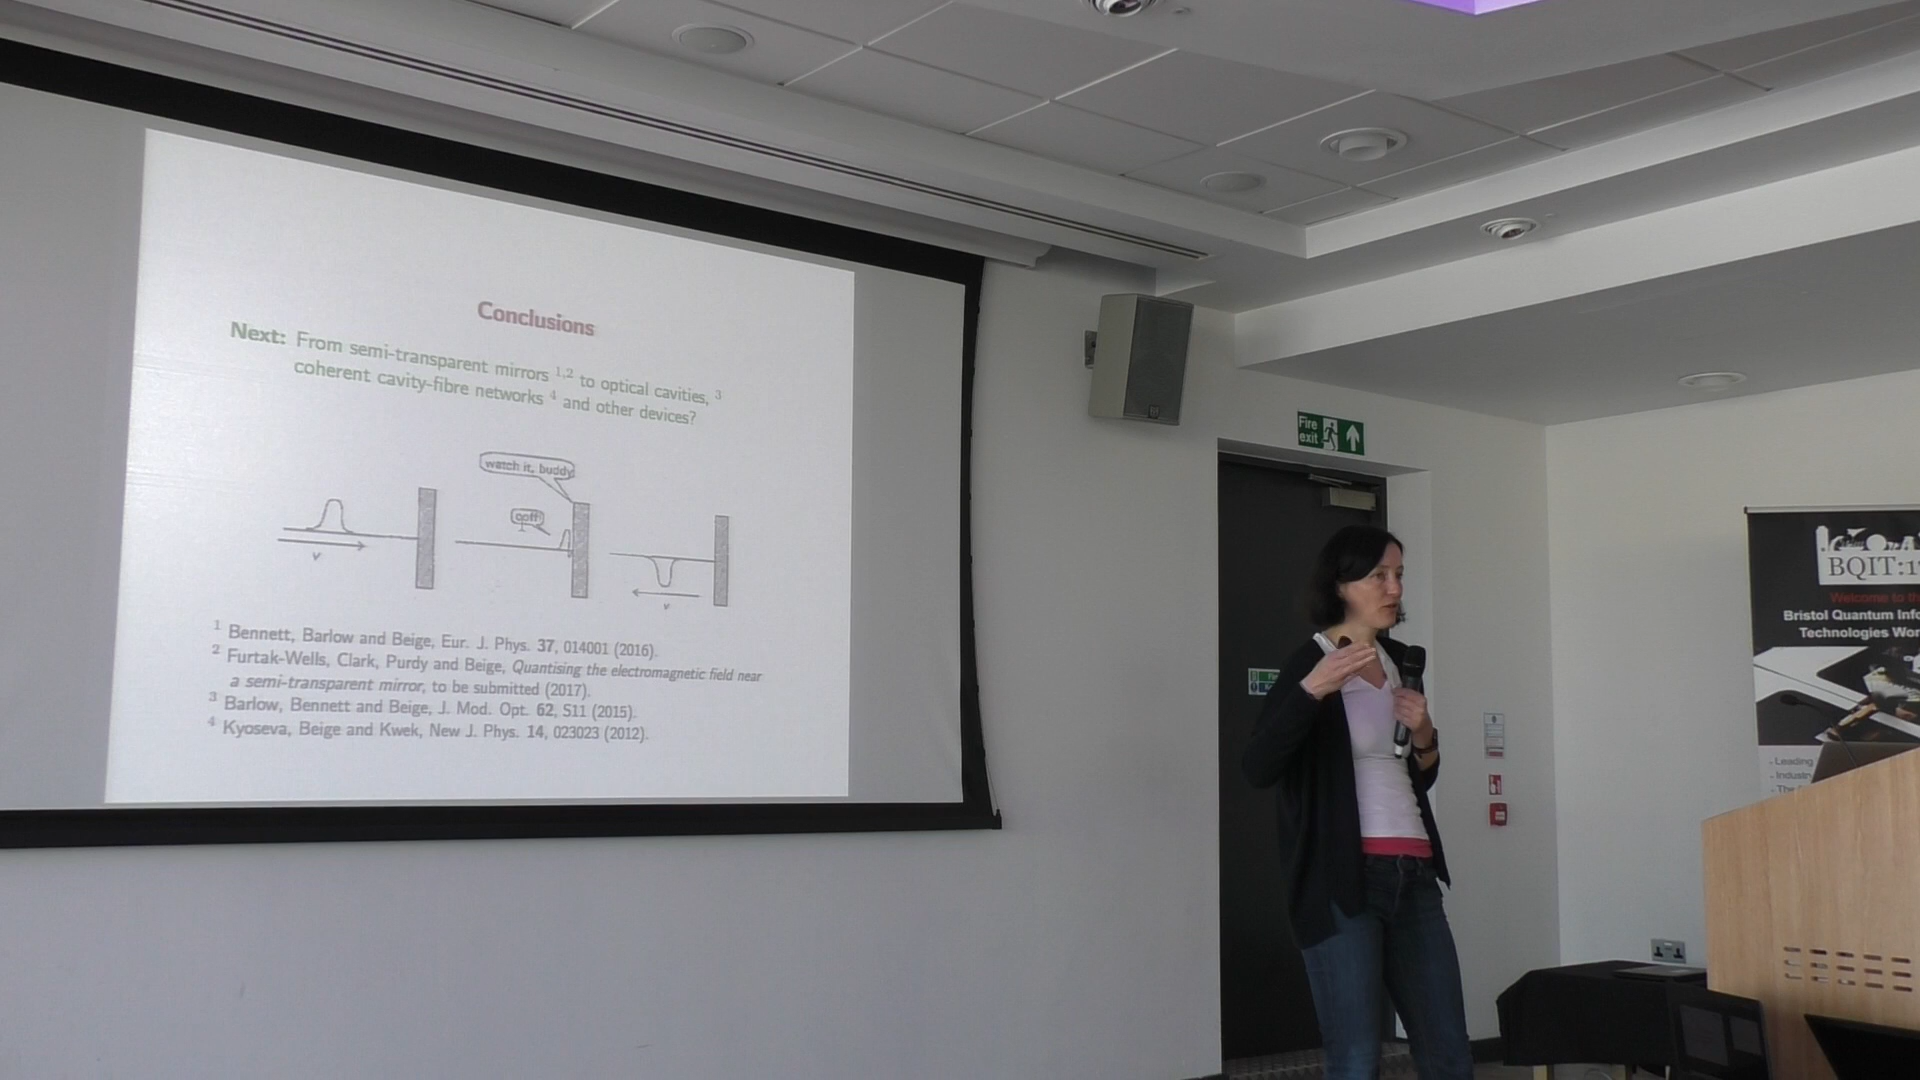 Conclusions
Next: From semi-transparent mirrors 1,2 to optical cavities, 3
coherent cavity-fibre networks 4 and other devices?
watch it, buddy
oof!
v
v
1 Bennett, Barlow and Beige, Eur. J. Phys. 37, 014001 (2016).
2 Furtak-Wells, Clark, Purdy and Beige, Quantising the electromagnetic field near
a semi-transparent mirror, to be submitted (2017).
3 Barlow, Bennett and Beige, J. Mod. Opt. 62, S11 (2015).
4 Kyoseva, Beige and Kwek, New J. Phys. 14, 023023 (2012).
Fire
exit
BQIT:1
Welcome to th
Bristol Quantum Info
Technologies Wor
- Leading
- Industr